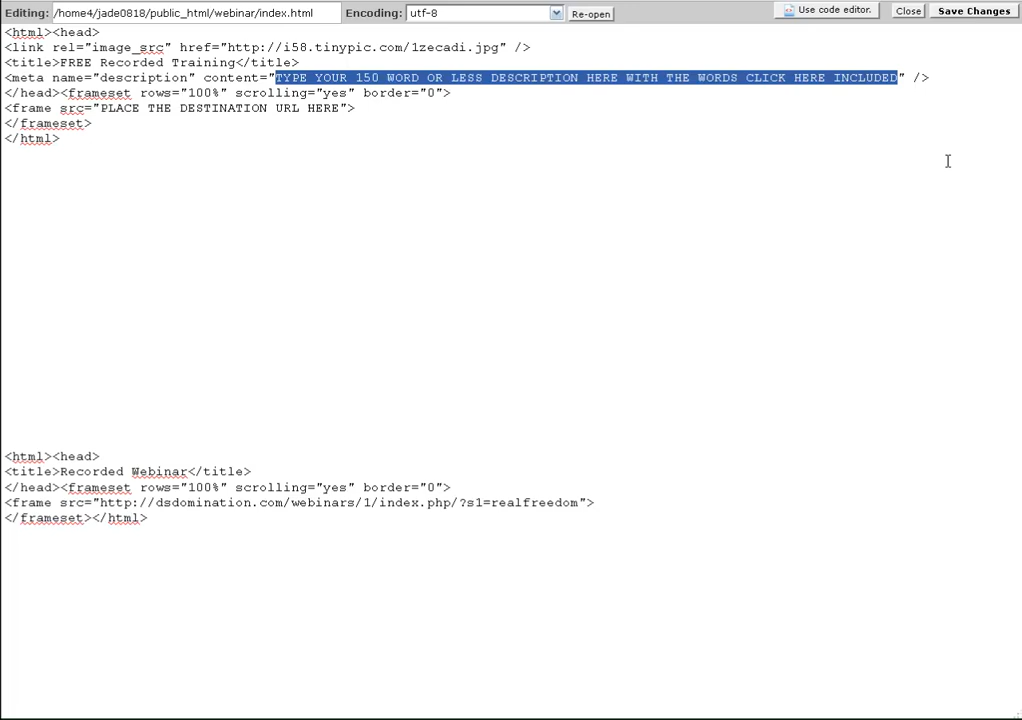 Editing: /home4/jade0818/public_html/webinar/index.html Encoding: utf-8 Re-open Use code editor. Close Save Changes
<html><head>
<link rel="image_src" href="http://i58.tinypic.com/1zecadi.jpg" />
<title>FREE Recorded Training</title>
<meta name="description" content="TYPE YOUR 150 WORD OR LESS DESCRIPTION HERE WITH THE WORDS CLICK HERE INCLUDED" />
</head><frameset rows="100%" scrolling="yes" border="0">
<frame src="PLACE THE DESTINATION URL HERE">
</frameset>
</html>
<html><head>
<title>Recorded Webinar</title>
</head><frameset rows="100%" scrolling="yes" border="0">
<frame src="http://dsdomination.com/webinars/1/index.php/?s1=realfreedom">
</frameset></html>